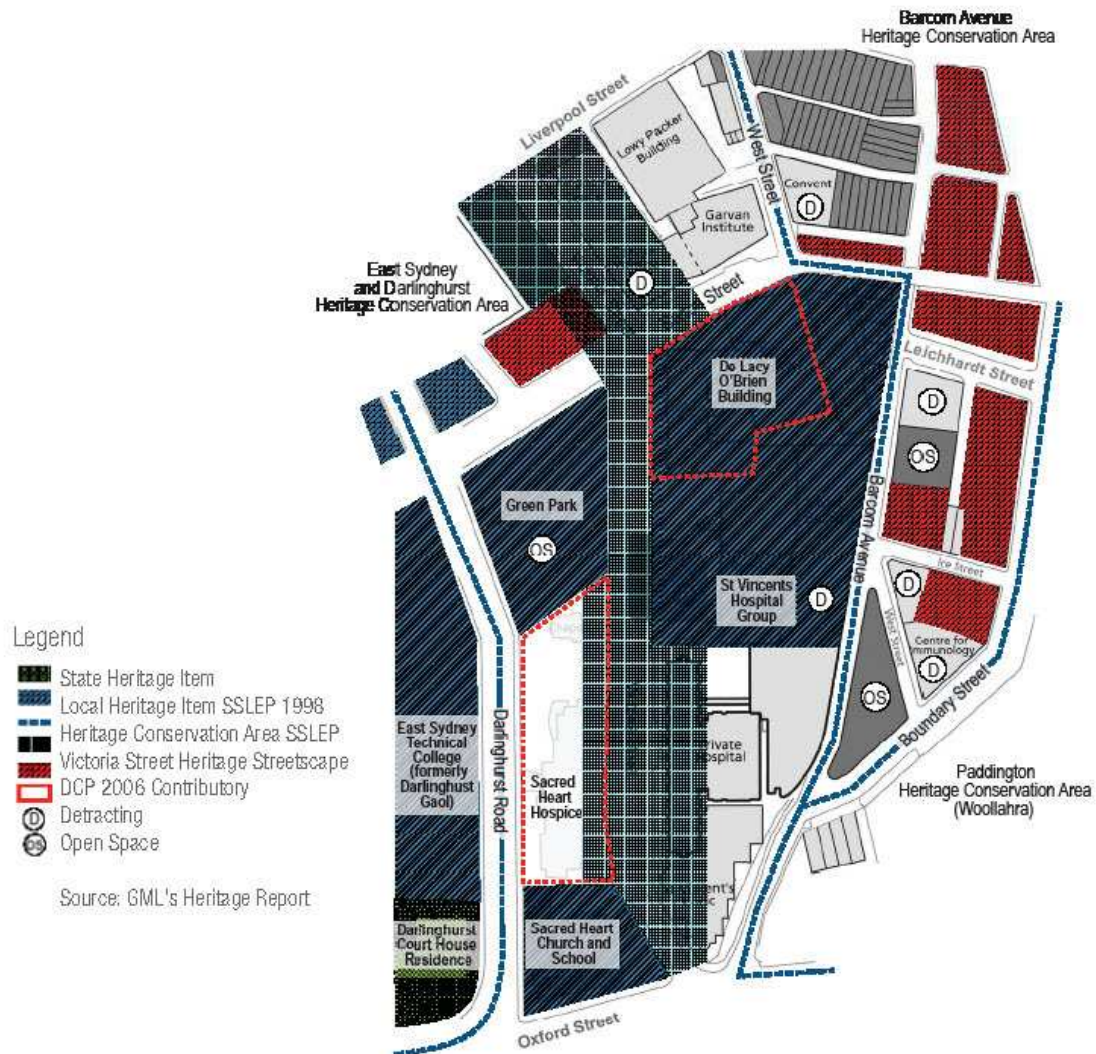 Barcom Avenue
Heritage Conservation Area
Liverpool Street
West Street
Lowy Packer
Building
Convent
D
Garvan
Institute
East Sydney
and Darlinghurst
Heritage Conservation Area
D
Street
Leichhardt Street
De Lacy
O'Brien
Building
D
OS
Green Park
OS
Barcom Avenue
Ice Street
St Vincents
Hospital
Group
D
D
West Street
Centre for
Immunology
D
OS
Boundary Street
Legend
State Heritage Item
Local Heritage Item SSLEP 1998
Heritage Conservation Area SSLEP
Victoria Street Heritage Streetscape
DCP 2006 Contributory
D Detracting
OS Open Space
Source: GML's Heritage Report
East Sydney
Technical
College
(formerly
Darlinghust
Gaol)
Darlinghurst Road
Sacred
Heart
Hospice
Private
Hospital
Paddington
Heritage Conservation Area
(Woollahra)
Darlinghurst
Court House
Residence
Sacred Heart
Church and
School
Oxford Street